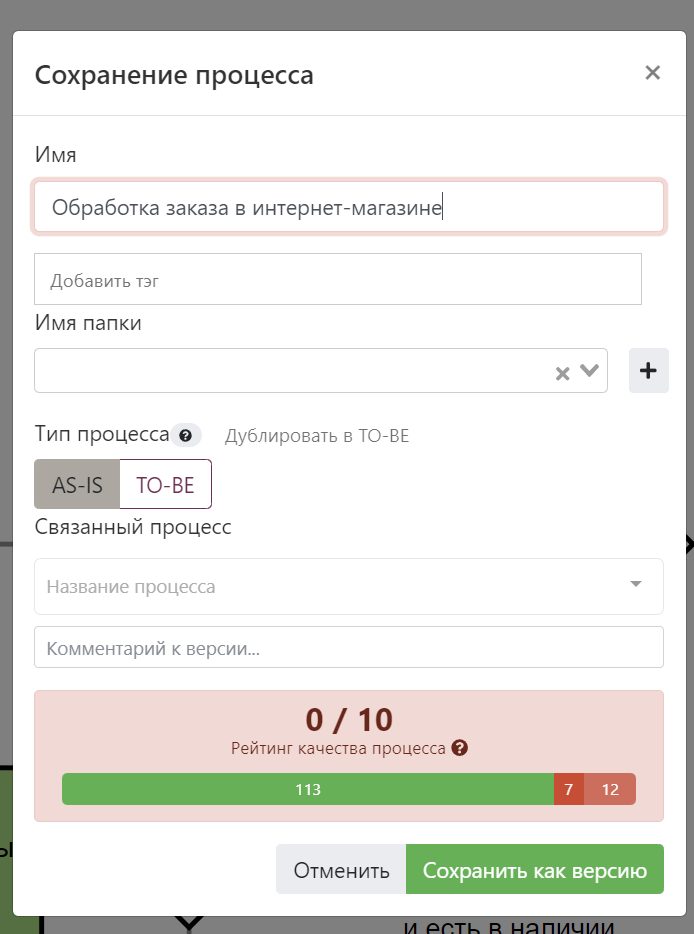 Сохранение процесса
×
Имя
Обработка заказа в интернет-магазине
Добавить тэг
Имя папки
Тип процесса ? Дублировать в TO-BE
AS-IS TO-BE
Связанный процесс
Название процесса
Комментарий к версии...
0 / 10
Рейтинг качества процесса ?
113 7 12
Отменить Сохранить как версию
ы
и есть в наличии